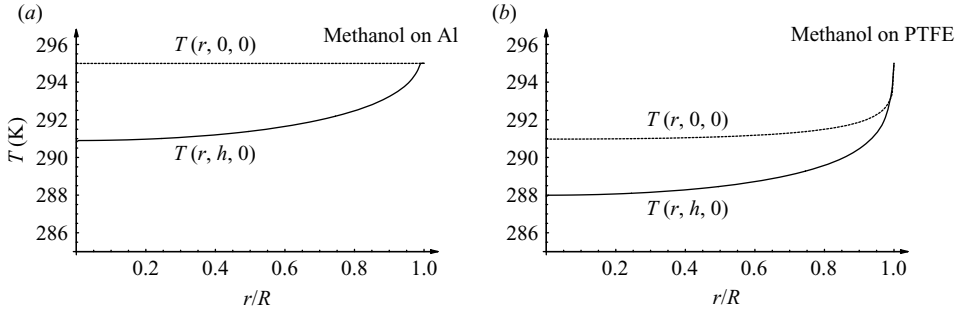 (a)
Methanol on Al
296
294
292
290
288
286
T (K)
T (r, 0, 0)
T (r, h, 0)
0.2 0.4 0.6 0.8 1.0
r/R
(b)
Methanol on PTFE
296
294
292
290
288
286
T (r, 0, 0)
T (r, h, 0)
0.2 0.4 0.6 0.8 1.0
r/R